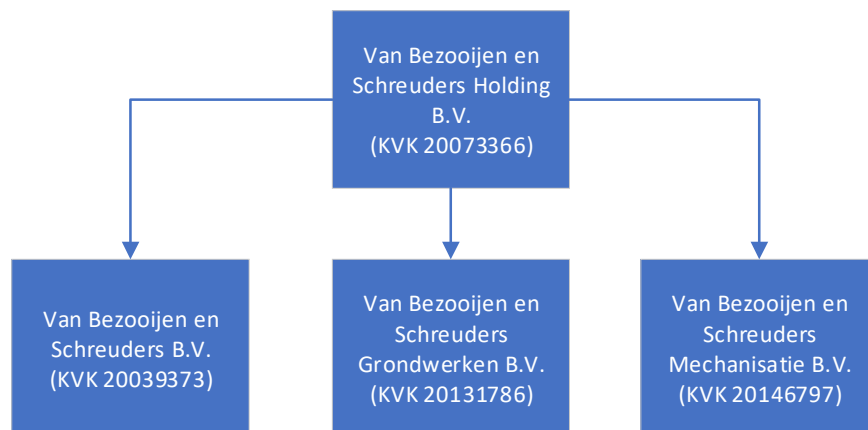 Van Bezooijen en
Schreuders Holding
B.V.
(KVK 20073366)
Van Bezooijen en
Schreuders B.V.
(KVK 20039373)
Van Bezooijen en
Schreuders
Grondwerken B.V.
(KVK 20131786)
Van Bezooijen en
Schreuders
Mechanisatie B.V.
(KVK 20146797)